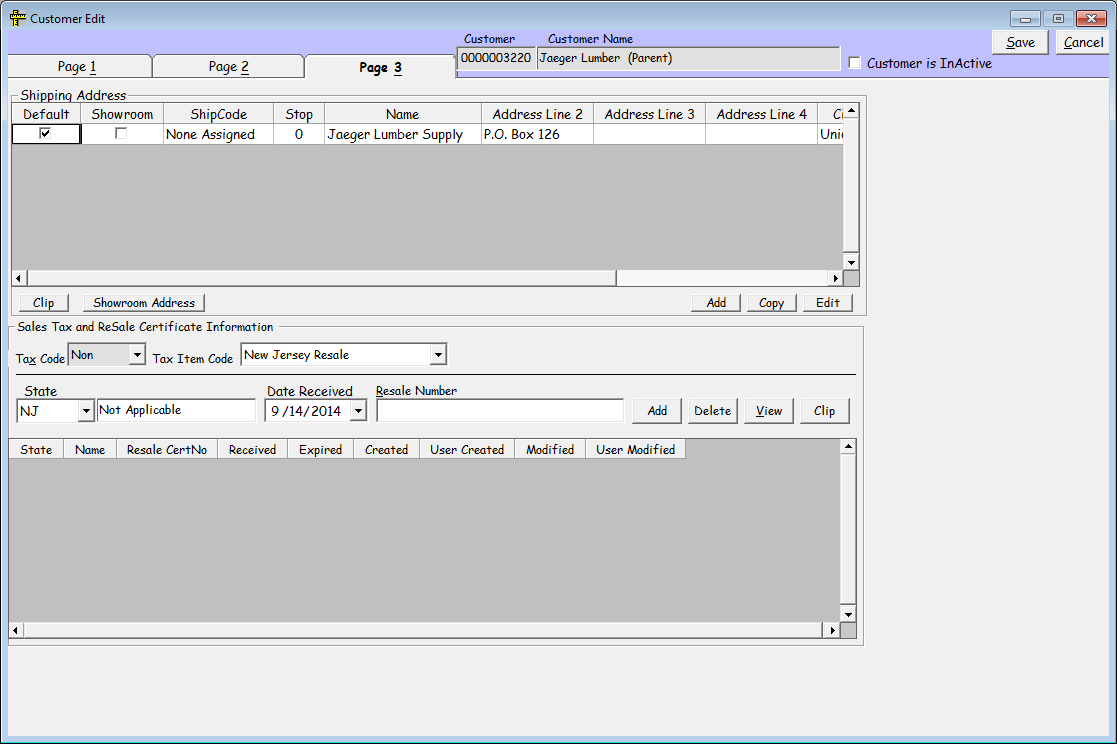 Customer Edit
Customer Customer Name Save Cancel
Page 1 Page 2 Page 3 0000003220 Jaeger Lumber (Parent) Customer is InActive
Shipping Address
Default Showroom ShipCode Stop Name Address Line 2 Address Line 3 Address Line 4
None Assigned 0 Jaeger Lumber Supply P.O. Box 126
Clip Showroom Address Add Copy Edit
Sales Tax and ReSale Certificate Information
Tax Code Non Tax Item Code New Jersey Resale
State Date Received Resale Number
NJ Not Applicable 9 /14/2014 Add Delete View Clip
State Name Resale CertNo Received Expired Created User Created Modified User Modified